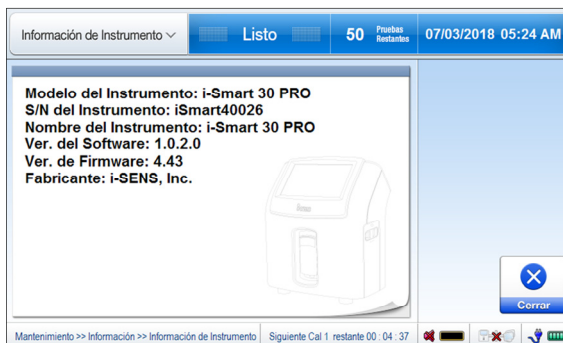 Información de Instrumento
Listo
50 Pruebas Restantes
07/03/2018 05:24 AM
Modelo del Instrumento: i-Smart 30 PRO
S/N del Instrumento: iSmart40026
Nombre del Instrumento: i-Smart 30 PRO
Ver. del Software: 1.0.2.0
Ver. de Firmware: 4.43
Fabricante: i-SENS, Inc.
Cerrar
Mantenimiento >> Información >> Información de Instrumento
Siguiente Cal 1 restante 00 : 04 : 37